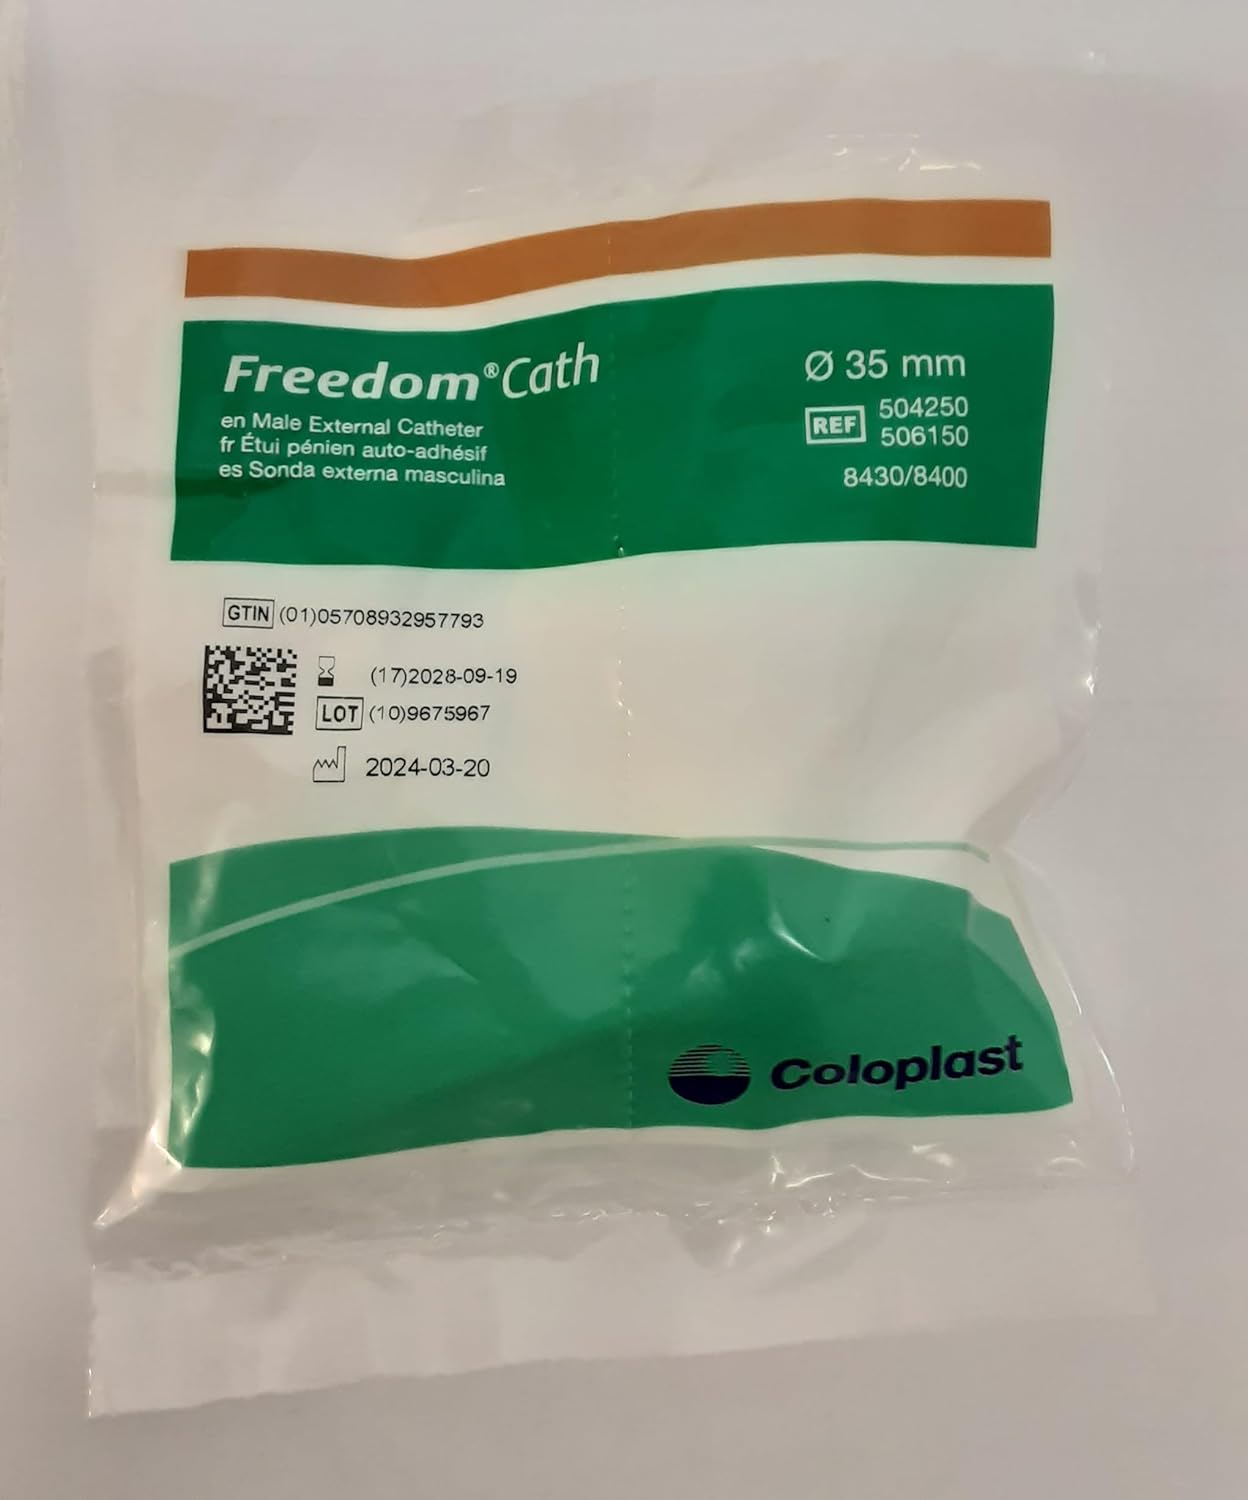 Freedom®Cath
en Male External Catheter
fr Étui pénien auto-adhésif
es Sonda externa masculina
Ø 35 mm
REF 504250
506150
8430/8400
GTIN (01)05708932957793
(17)2028-09-19
LOT (10)9675967
2024-03-20
Coloplast